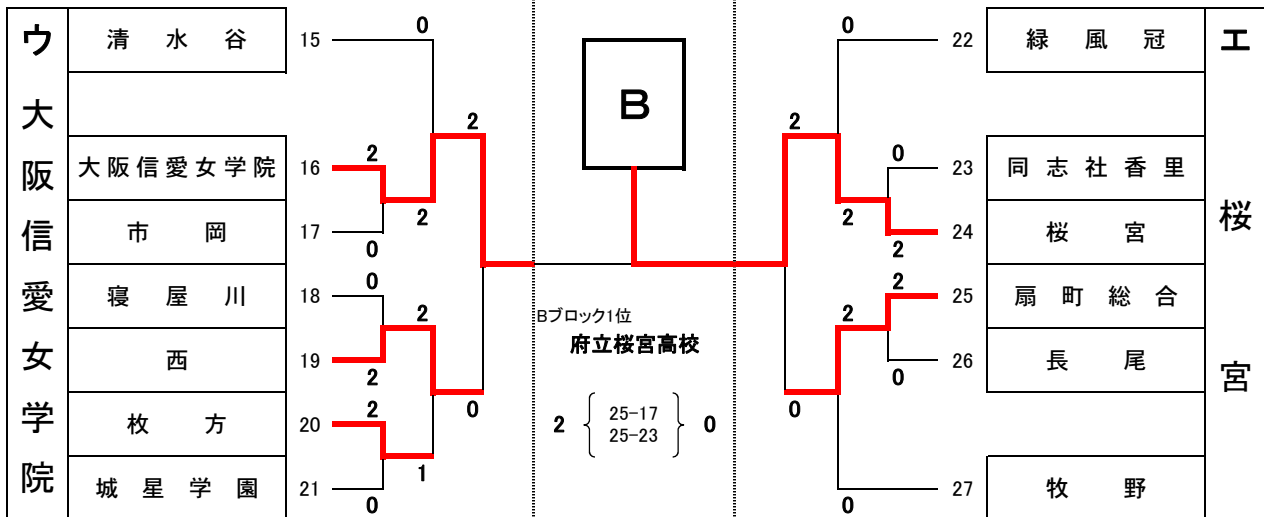 ウ 大阪信愛女学院
清水谷 15 0
2
大阪信愛女学院 16 2
2
市岡 17 0
寝屋川 18 0
2
西 19 2
0
枚方 20 2
1
城星学園 21 0
B
Bブロック1位
府立桜宮高校
2 { 25-17 25-23 } 0
0 22 緑風冠
2
0 23 同志社香里
2
2 24 桜宮
2 25 扇町総合
2
0 26 長尾
0
0 27 牧野
エ 桜宮